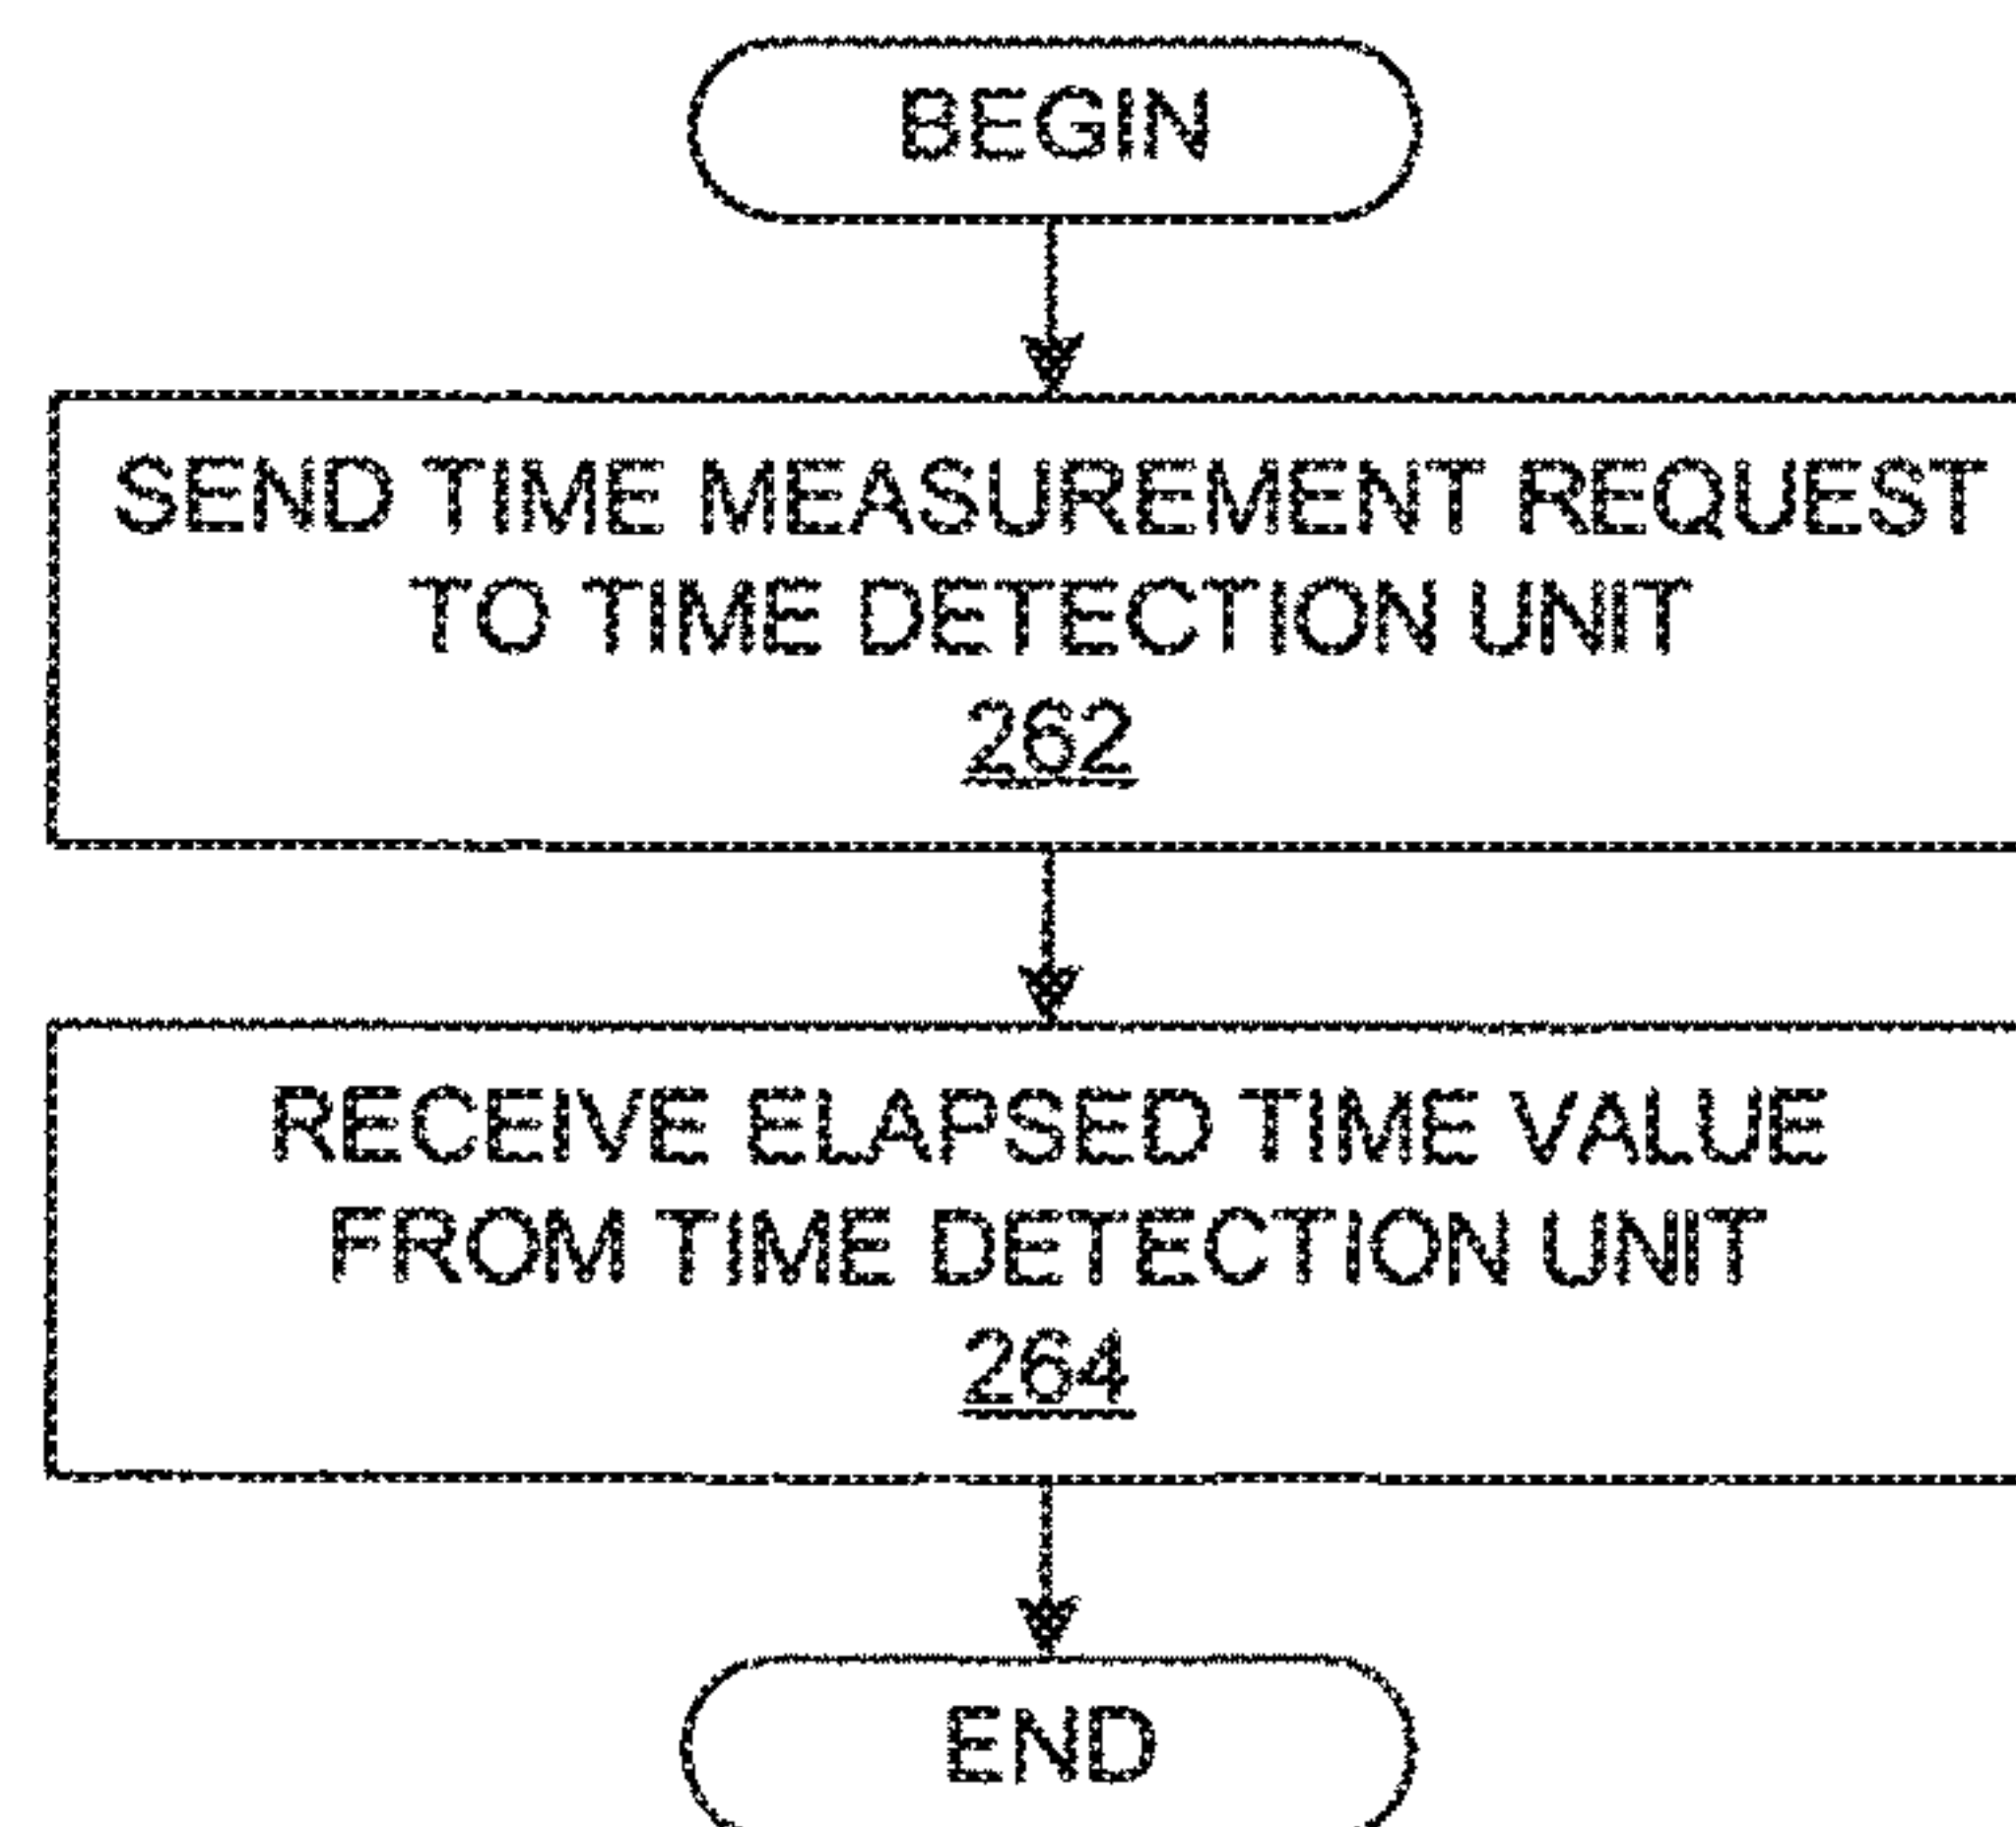 BEGIN
SEND TIME MEASUREMENT REQUEST
TO TIME DETECTION UNIT
262
RECEIVE ELAPSED TIME VALUE
FROM TIME DETECTION UNIT
264
END